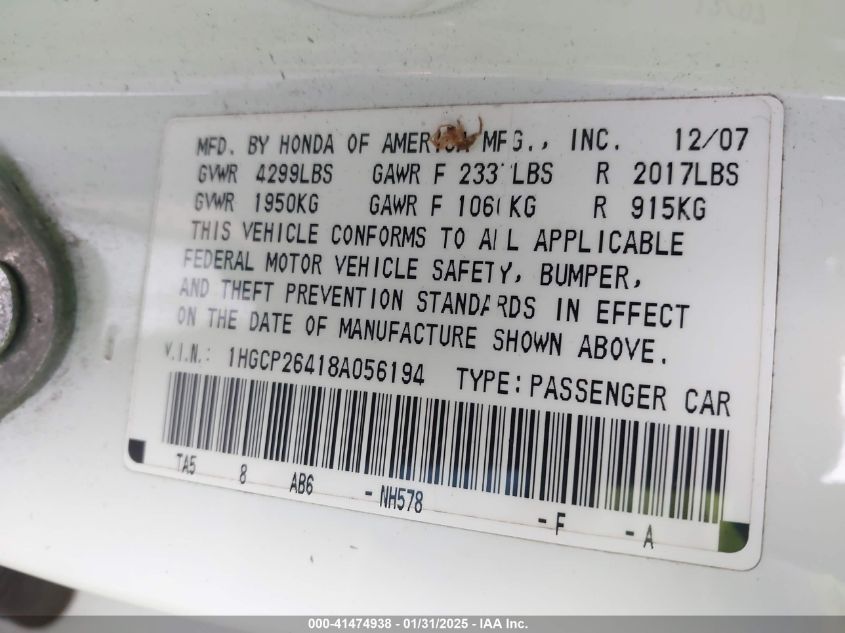 MFD. BY HONDA OF AMERICA MFG., INC. 12/07
GVWR 4299LBS GAWR F LBS R 2017LBS
GVWR 1950KG GAWR F KG R 915KG
THIS VEHICLE CONFORMS TO ALL APPLICABLE
FEDERAL MOTOR VEHICLE SAFETY, BUMPER,
AND THEFT PREVENTION STANDARDS IN EFFECT
ON THE DATE OF MANUFACTURE SHOWN ABOVE.
V.I.N.: 1HGCP26418A056194 TYPE: PASSENGER CAR
TA5 8 AB6 - NH578 - F - A
000-41474938 - 01/31/2025 - IAA Inc.